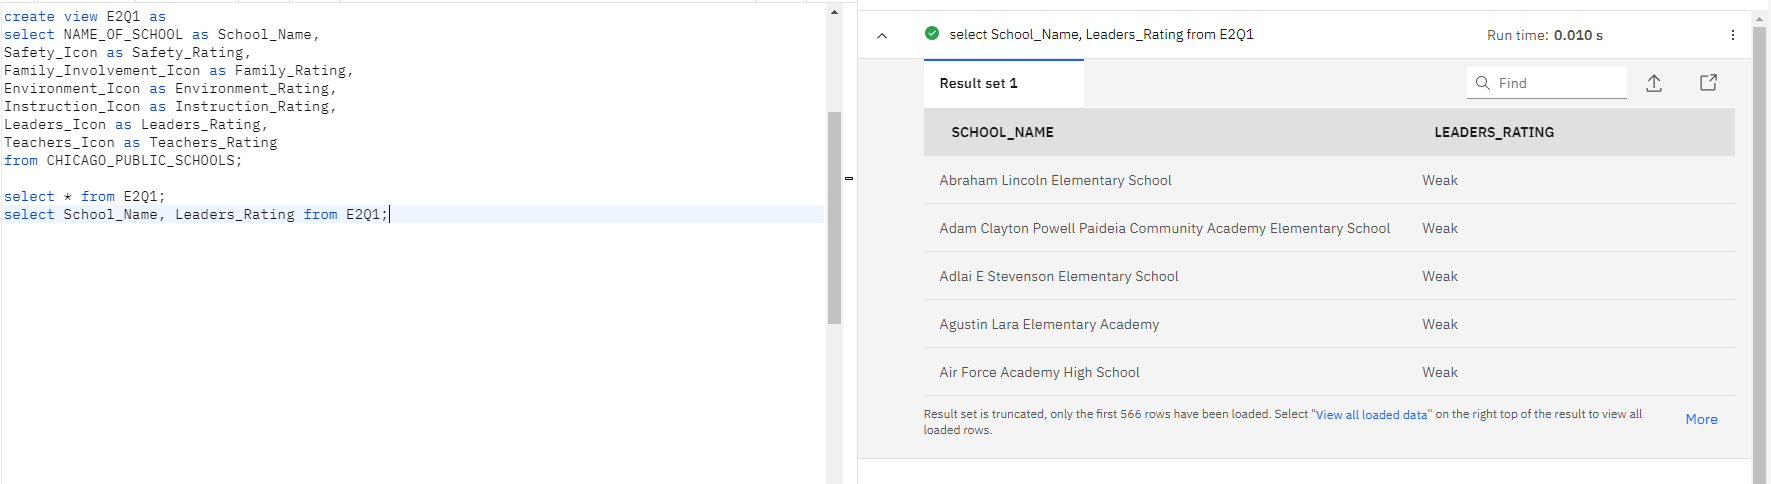 create view E2Q1 as
select NAME_OF_SCHOOL as School_Name,
Safety_Icon as Safety_Rating,
Family_Involvement_Icon as Family_Rating,
Environment_Icon as Environment_Rating,
Instruction_Icon as Instruction_Rating,
Leaders_Icon as Leaders_Rating,
Teachers_Icon as Teachers_Rating
from CHICAGO_PUBLIC_SCHOOLS;
select * from E2Q1;
select School_Name, Leaders_Rating from E2Q1;
select School_Name, Leaders_Rating from E2Q1 Run time: 0.010 s
Result set 1 Find
SCHOOL_NAME LEADERS_RATING
Abraham Lincoln Elementary School Weak
Adam Clayton Powell Paideia Community Academy Elementary School Weak
Adlai E Stevenson Elementary School Weak
Agustin Lara Elementary Academy Weak
Air Force Academy High School Weak
Result set is truncated, only the first 566 rows have been loaded. Select "View all loaded data" on the right top of the result to view all
loaded rows.
More